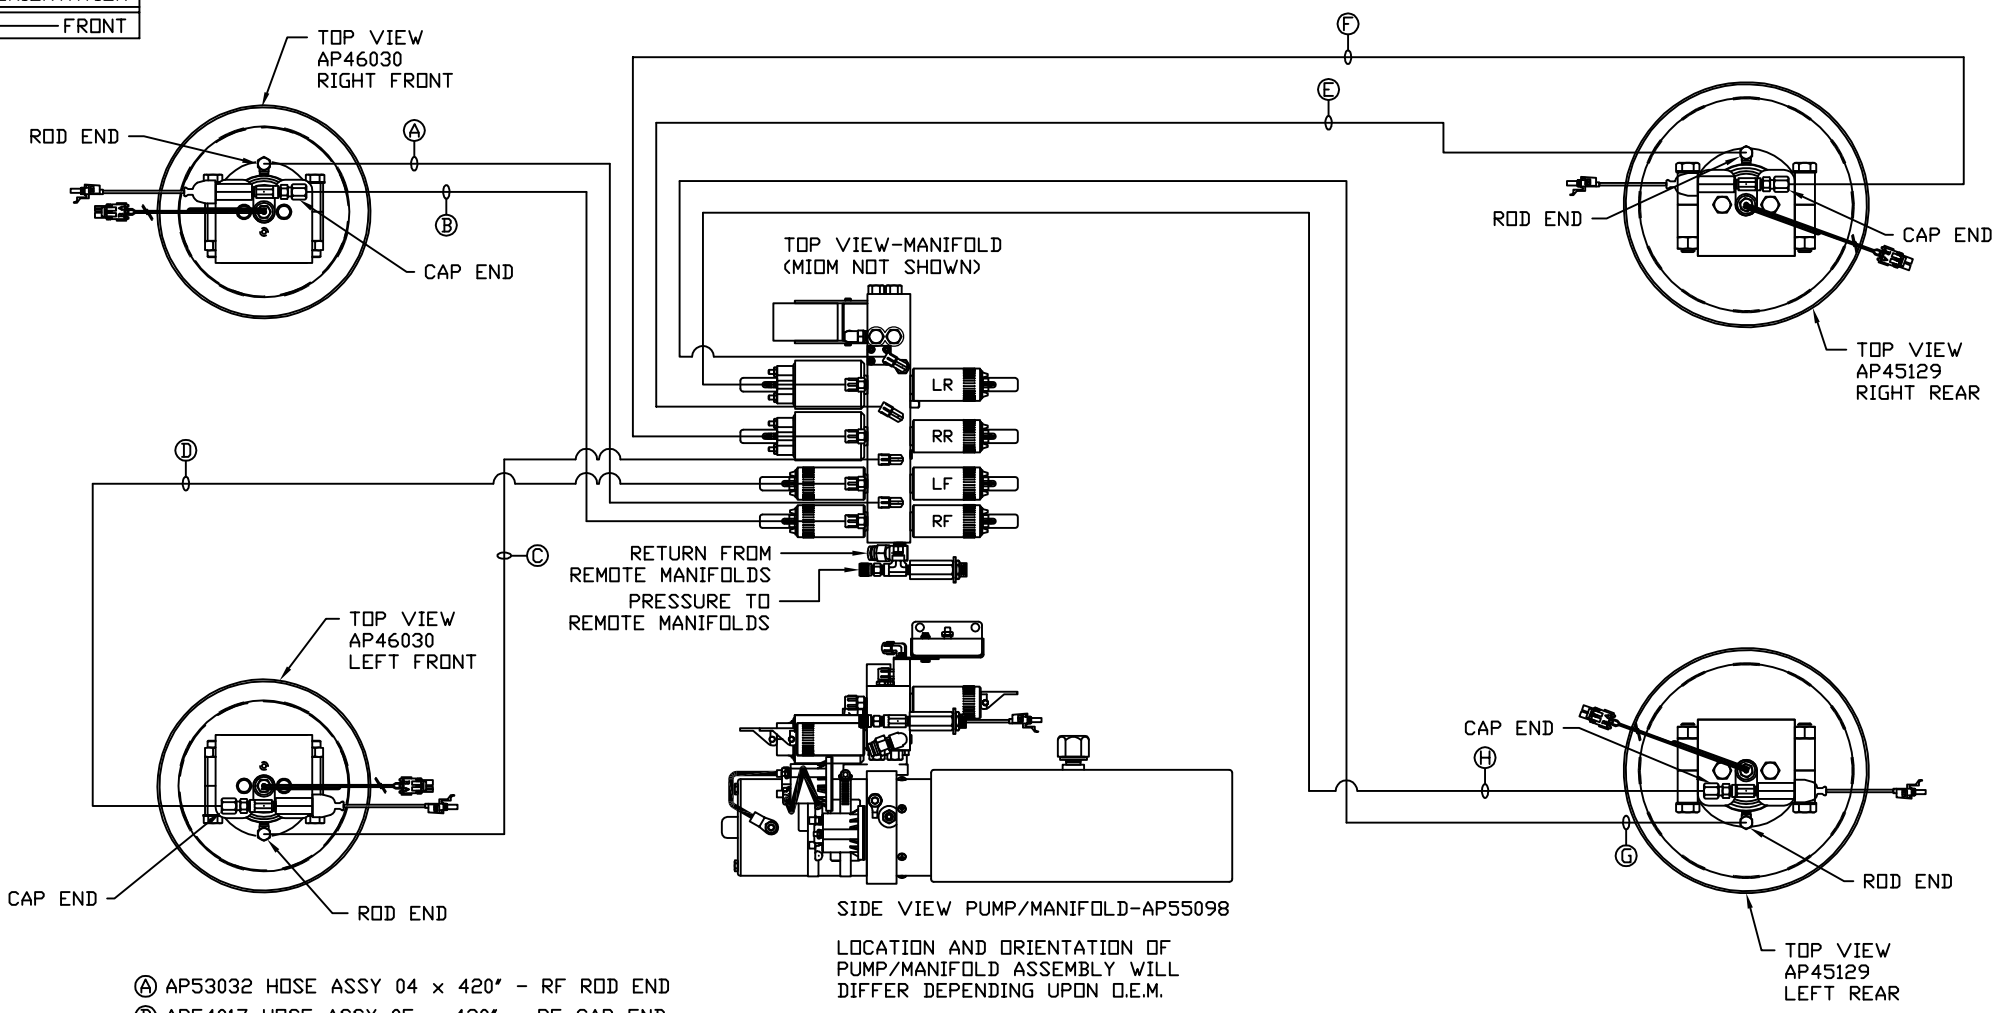 FRONT
TOP VIEW
AP46030
RIGHT FRONT
ROD END
A
B
CAP END
F
E
ROD END
CAP END
TOP VIEW
AP45129
RIGHT REAR
TOP VIEW-MANIFOLD
(MIOM NOT SHOWN)
LR
RR
LF
RF
D
C
RETURN FROM
REMOTE MANIFOLDS
PRESSURE TO
REMOTE MANIFOLDS
TOP VIEW
AP46030
LEFT FRONT
CAP END
ROD END
CAP END
H
G
ROD END
TOP VIEW
AP45129
LEFT REAR
SIDE VIEW PUMP/MANIFOLD-AP55098
LOCATION AND ORIENTATION OF
PUMP/MANIFOLD ASSEMBLY WILL
DIFFER DEPENDING UPON O.E.M.
A AP53032 HOSE ASSY 04 x 420" - RF ROD END